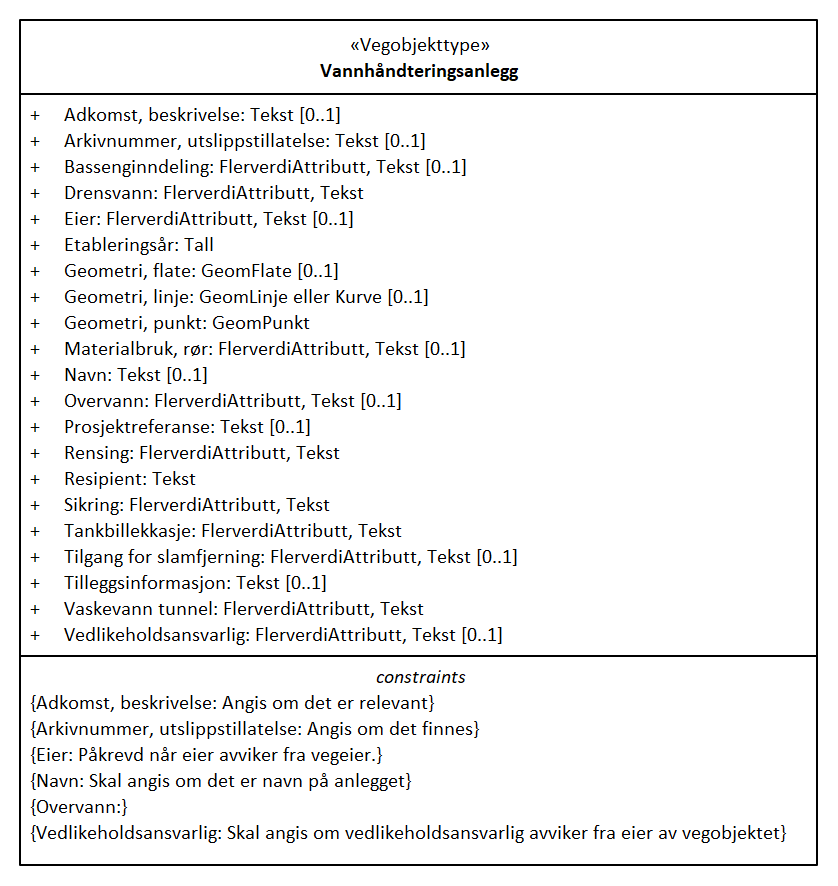 «Vegobjekttype»
Vannhåndteringsanlegg
+ Adkomst, beskrivelse: Tekst [0..1]
+ Arkivnummer, utslippstillatelse: Tekst [0..1]
+ Bassenginndeling: FlerverdiAttributt, Tekst [0..1]
+ Drensvann: FlerverdiAttributt, Tekst
+ Eier: FlerverdiAttributt, Tekst [0..1]
+ Etableringsår: Tall
+ Geometri, flate: GeomFlate [0..1]
+ Geometri, linje: GeomLinje eller Kurve [0..1]
+ Geometri, punkt: GeomPunkt
+ Materialbruk, rør: FlerverdiAttributt, Tekst [0..1]
+ Navn: Tekst [0..1]
+ Overvann: FlerverdiAttributt, Tekst [0..1]
+ Prosjektreferanse: Tekst [0..1]
+ Rensing: FlerverdiAttributt, Tekst
+ Resipient: Tekst
+ Sikring: FlerverdiAttributt, Tekst
+ Tankbillekkasje: FlerverdiAttributt, Tekst
+ Tilgang for slamfjerning: FlerverdiAttributt, Tekst [0..1]
+ Tilleggsinformasjon: Tekst [0..1]
+ Vaskevann tunnel: FlerverdiAttributt, Tekst
+ Vedlikeholdsansvarlig: FlerverdiAttributt, Tekst [0..1]
constraints
{Adkomst, beskrivelse: Angis om det er relevant}
{Arkivnummer, utslippstillatelse: Angis om det finnes}
{Eier: Påkrevd når eier avviker fra vegeier.}
{Navn: Skal angis om det er navn på anlegget}
{Overvann:}
{Vedlikeholdsansvarlig: Skal angis om vedlikeholdsansvarlig avviker fra eier av vegobjektet}